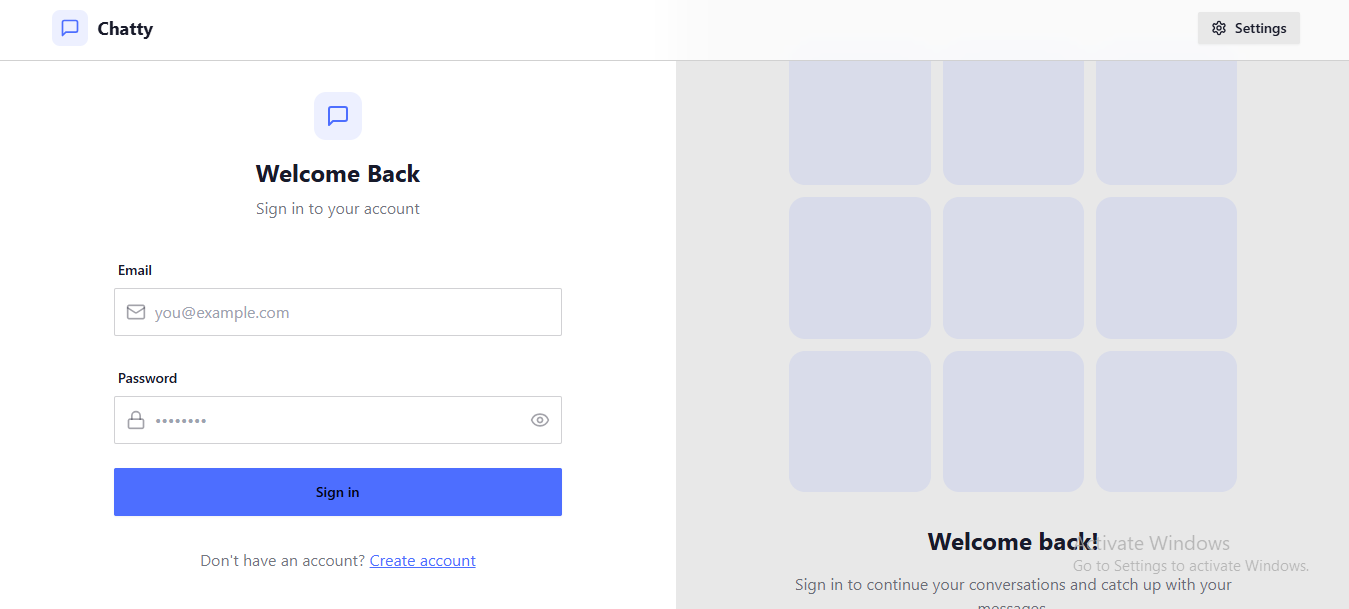 Chatty
Settings
Welcome Back
Sign in to your account
Email
you@example.com
Password
••••••••
Sign in
Don't have an account? Create account
Welcome back!
Sign in to continue your conversations and catch up with your
messages.
Activate Windows
Go to Settings to activate Windows.